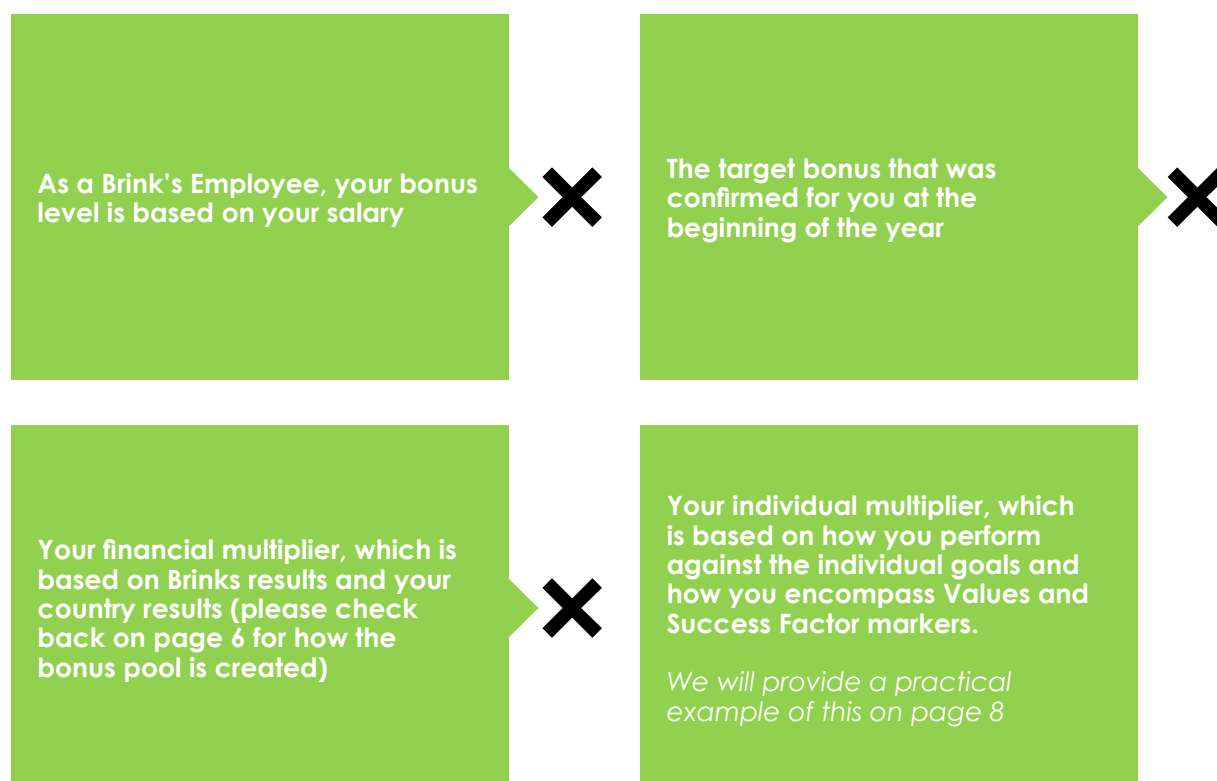 As a Brink’s Employee, your bonus
level is based on your salary
The target bonus that was
confirmed for you at the
beginning of the year
Your financial multiplier, which is
based on Brinks results and your
country results (please check
back on page 6 for how the
bonus pool is created)
Your individual multiplier, which
is based on how you perform
against the individual goals and
how you encompass Values and
Success Factor markers.
We will provide a practical
example of this on page 8